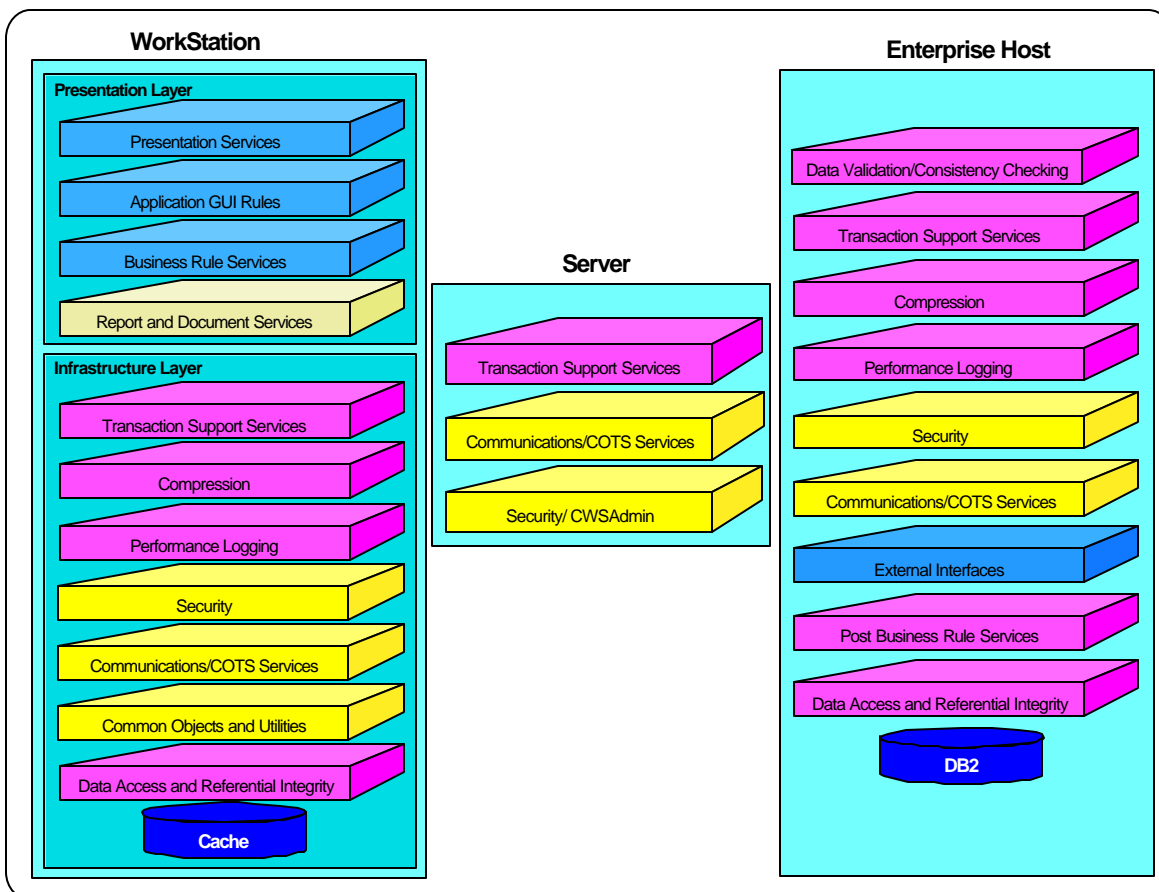 WorkStation
Presentation Layer
Presentation Services
Application GUI Rules
Business Rule Services
Report and Document Services
Infrastructure Layer
Transaction Support Services
Compression
Performance Logging
Security
Communications/COTS Services
Common Objects and Utilities
Data Access and Referential Integrity
Cache
Server
Transaction Support Services
Communications/COTS Services
Security/ CWSAdmin
Enterprise Host
Data Validation/Consistency Checking
Transaction Support Services
Compression
Performance Logging
Security
Communications/COTS Services
External Interfaces
Post Business Rule Services
Data Access and Referential Integrity
DB2